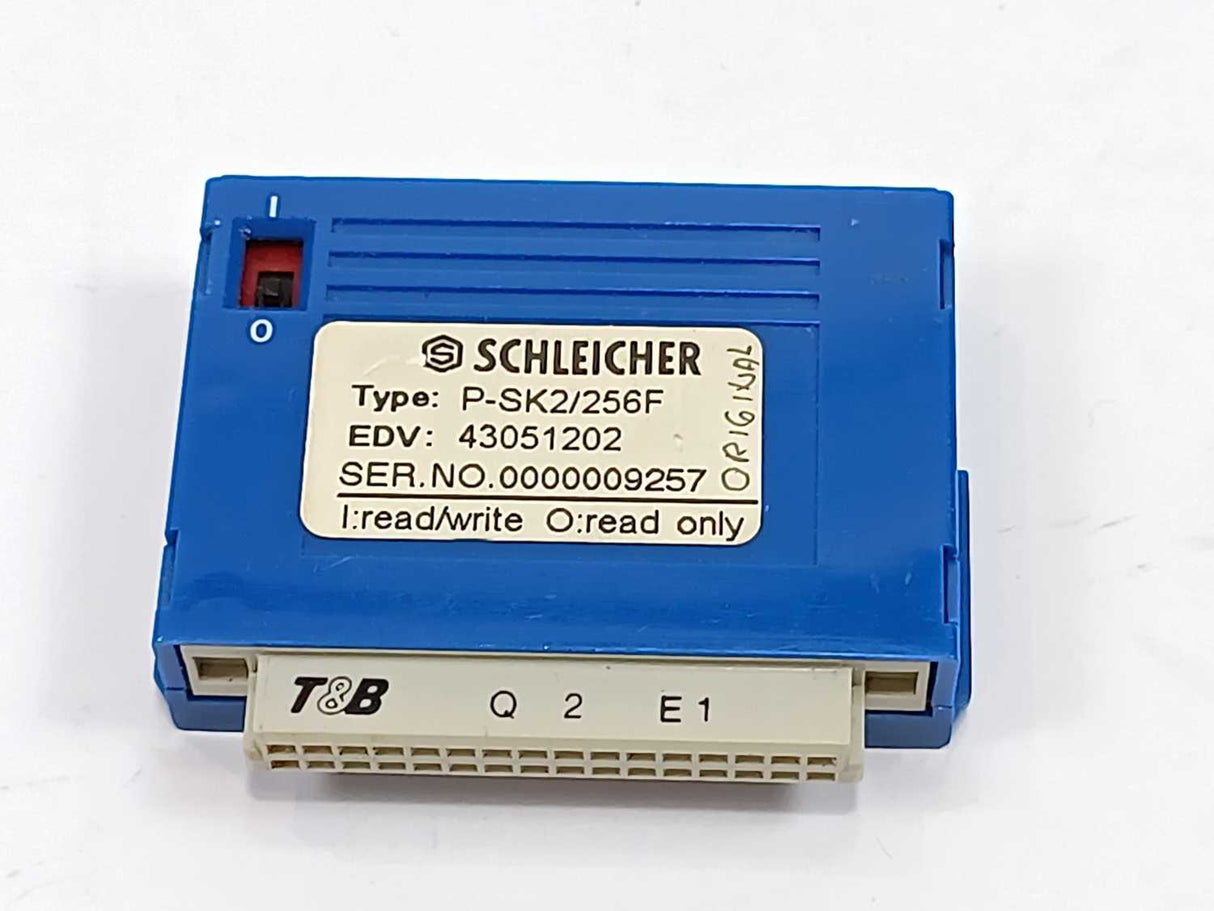 I
O
SCHLEICHER
Type: P-SK2/256F
EDV: 43051202
SER.NO.0000009257
I:read/write O:read only
ORIGINAL
T&B Q 2 E1